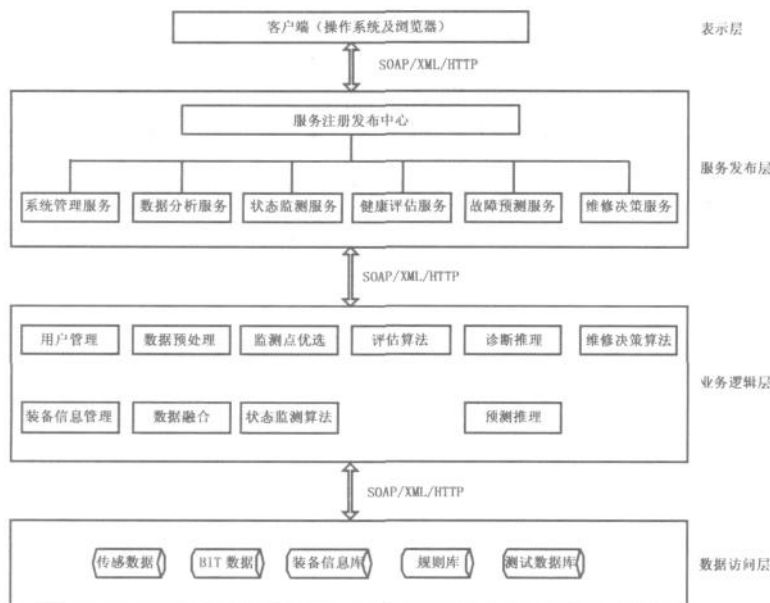 客户端（操作系统及浏览器）
表示层
SOAP/XML/HTTP
服务注册发布中心
服务发布层
系统管理服务 数据分析服务 状态监测服务 健康评估服务 故障预测服务 维修决策服务
SOAP/XML/HTTP
用户管理 数据预处理 监测点优选 评估算法 诊断推理 维修决策算法
业务逻辑层
装备信息管理 数据融合 状态监测算法 预测推理
SOAP/XML/HTTP
传感数据 BIT 数据 装备信息库 规则库 测试数据库
数据访问层